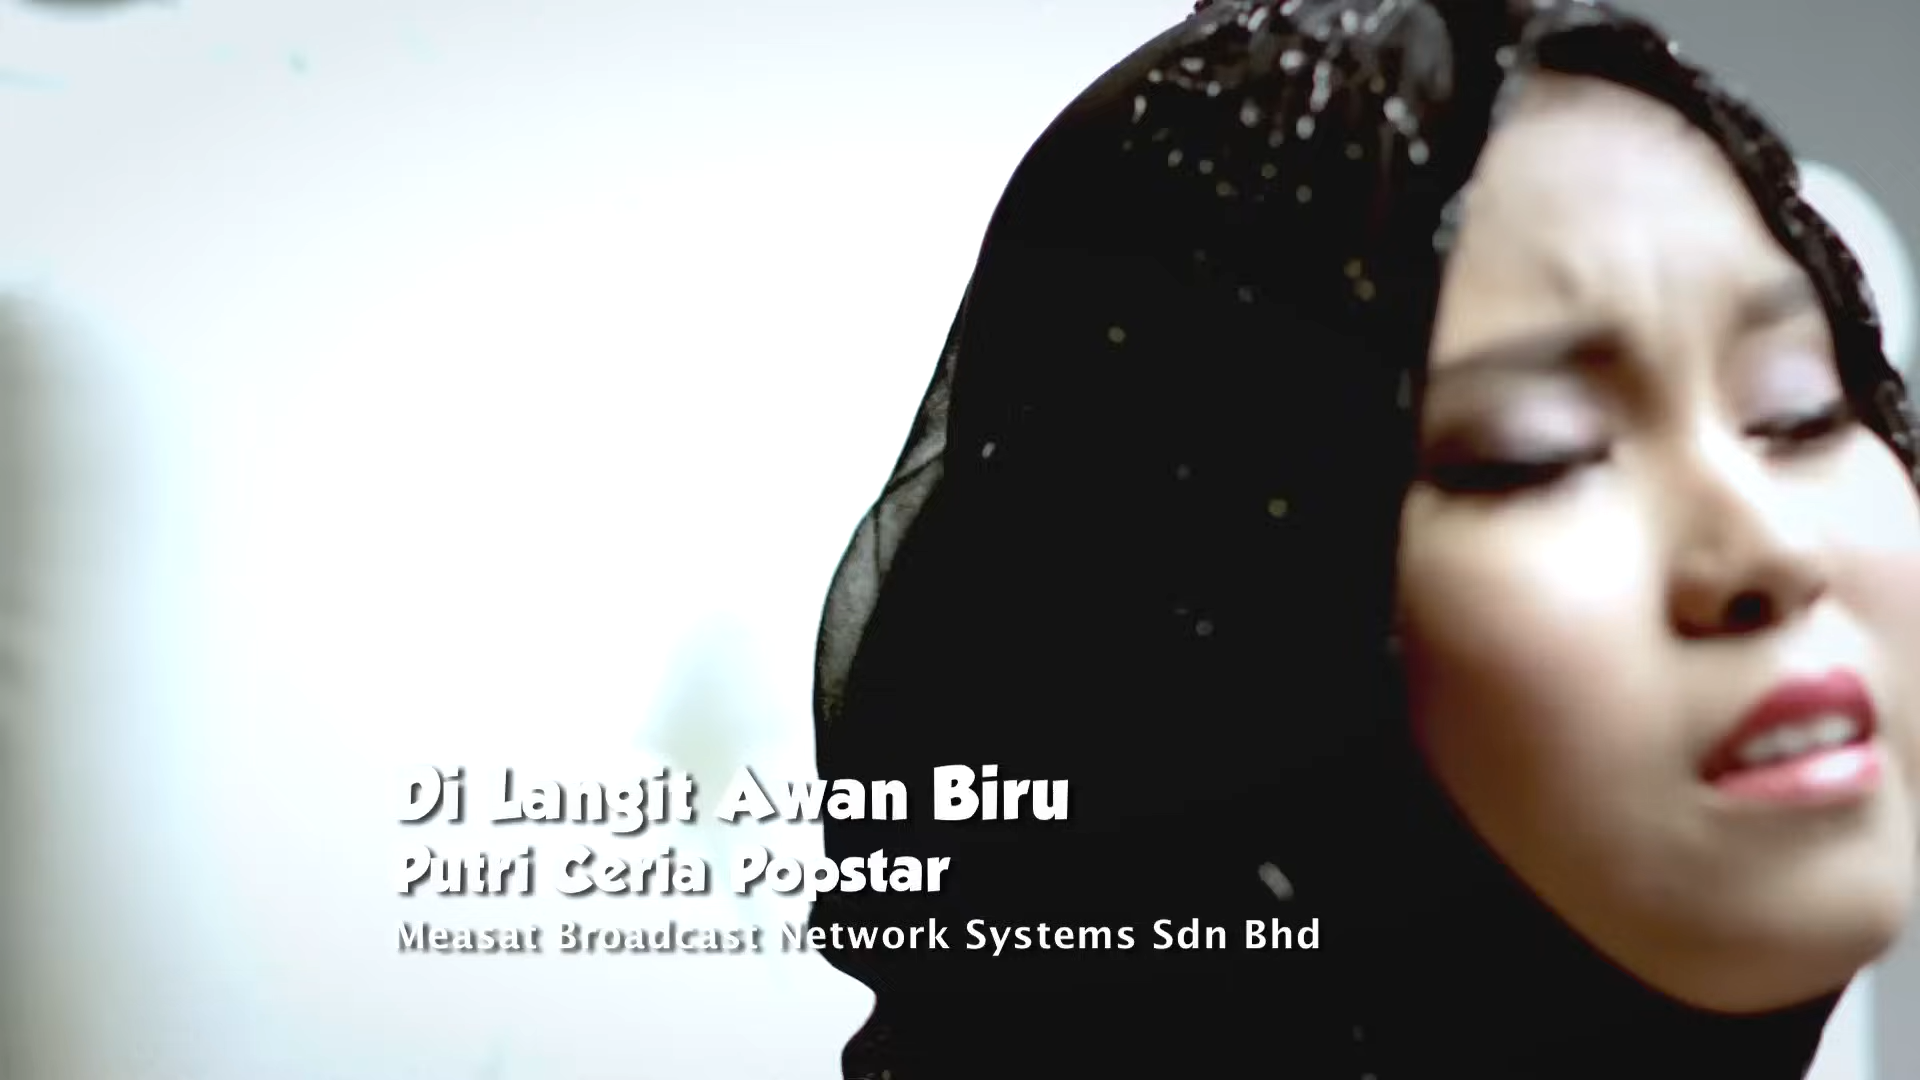 Di Langit Awan Biru
Putri Ceria Popstar
Measat Broadcast Network Systems Sdn Bhd